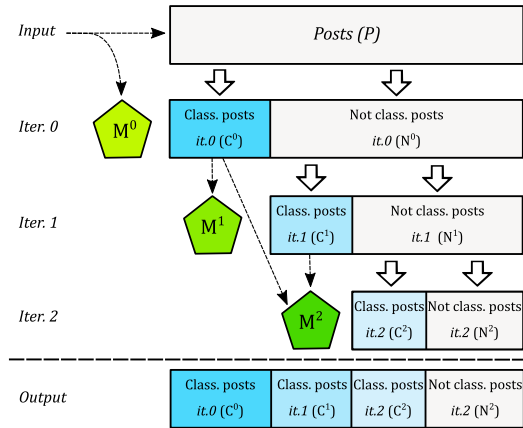 Input
Posts (P)
Iter. 0
M⁰
Class. posts
it.0 (C⁰)
Not class. posts
it.0 (N⁰)
Iter. 1
M¹
Class. posts
it.1 (C¹)
Not class. posts
it.1 (N¹)
Iter. 2
M²
Class. posts
it.2 (C²)
Not class. posts
it.2 (N²)
Output
Class. posts
it.0 (C⁰)
Class. posts
it.1 (C¹)
Class. posts
it.2 (C²)
Not class. posts
it.2 (N²)